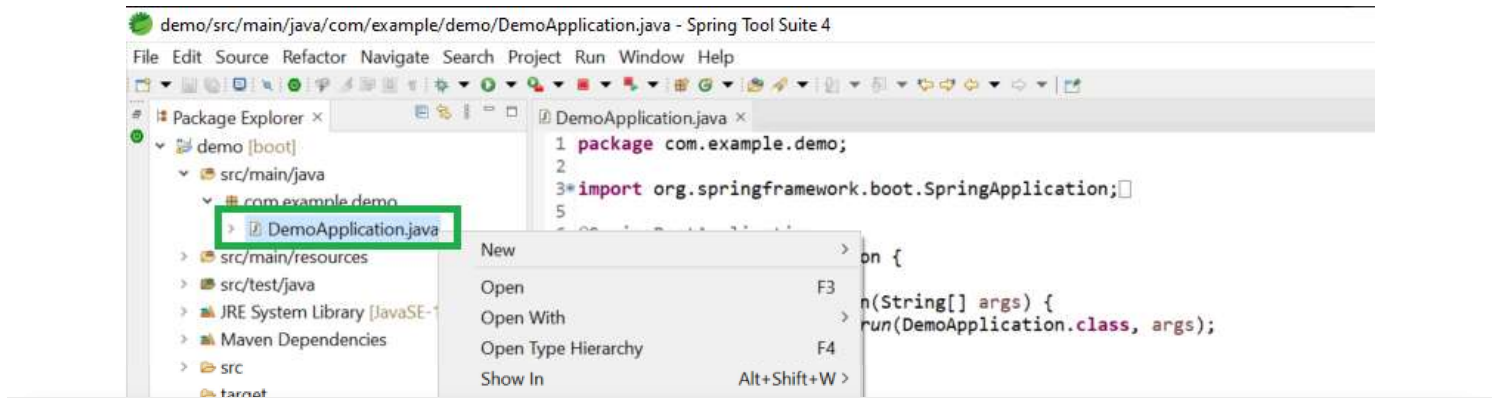 demo/src/main/java/com/example/demo/DemoApplication.java - Spring Tool Suite 4
File Edit Source Refactor Navigate Search Project Run Window Help
Package Explorer ×
demo [boot]
src/main/java
com.example.demo
DemoApplication.java
src/main/resources
src/test/java
JRE System Library [JavaSE-1
Maven Dependencies
src
target
New
Open F3
Open With
Open Type Hierarchy F4
Show In Alt+Shift+W
DemoApplication.java ×
1 package com.example.demo;
2
3 import org.springframework.boot.SpringApplication;
5
on {
n(String[] args) {
run(DemoApplication.class, args);